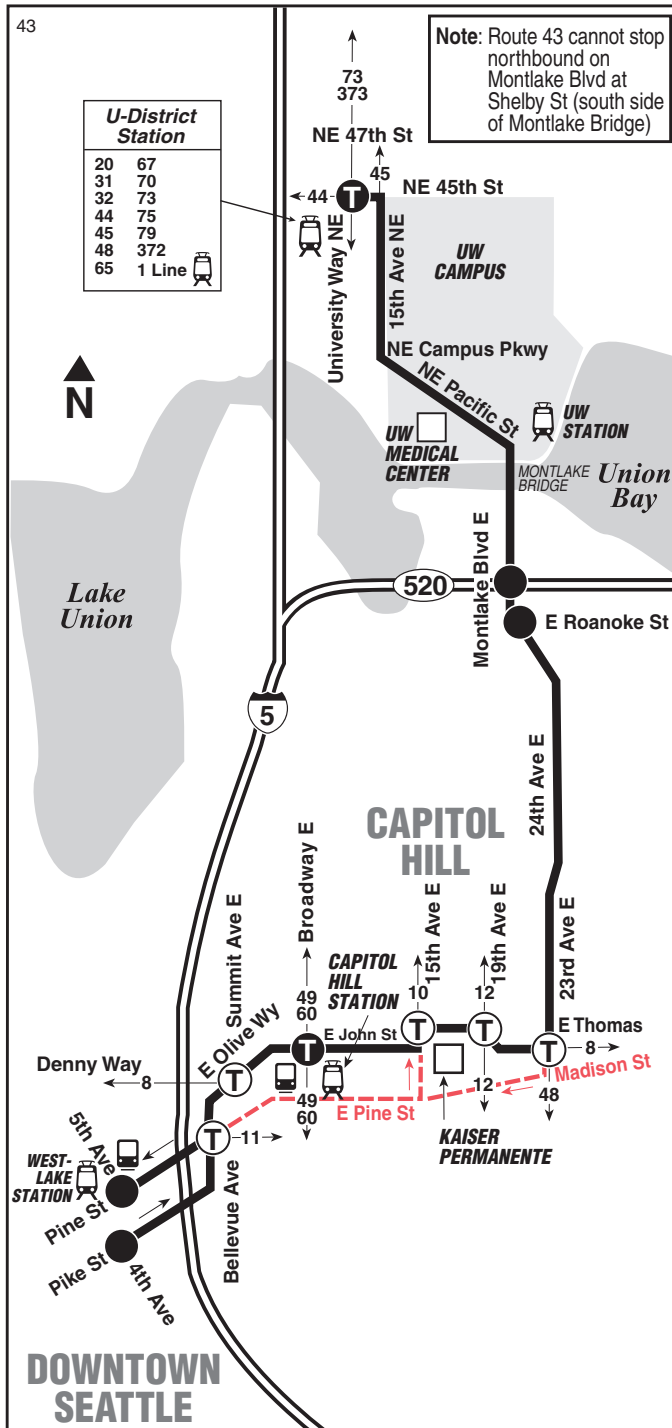 43
Note: Route 43 cannot stop
northbound on
Montlake Blvd at
Shelby St (south side
of Montlake Bridge)
73
373
NE 47th St
U-District
Station
20 67
31 70
32 73
44 75
45 79
48 372
65 1 Line
45
44
T
NE 45th St
University Way NE
15th Ave NE
UW
CAMPUS
N
NE Campus Pkwy
NE Pacific St
UW
MEDICAL
CENTER
UW
STATION
MONTLAKE
BRIDGE
Union
Bay
Lake
Union
520
Montlake Blvd E
E Roanoke St
5
24th Ave E
CAPITOL
HILL
Broadway E
Summit Ave E
15th Ave E
19th Ave E
23rd Ave E
CAPITOL
HILL
STATION
49
60
10
12
E Olive Wy
T
E John St
T
T
E Thomas
T
8
Denny Way
8
T
49
60
E Pine St
12
48
Madison St
KAISER
PERMANENTE
5th Ave
T
11
WEST-
LAKE
STATION
Pine St
Bellevue Ave
Pike St
4th Ave
DOWNTOWN
SEATTLE